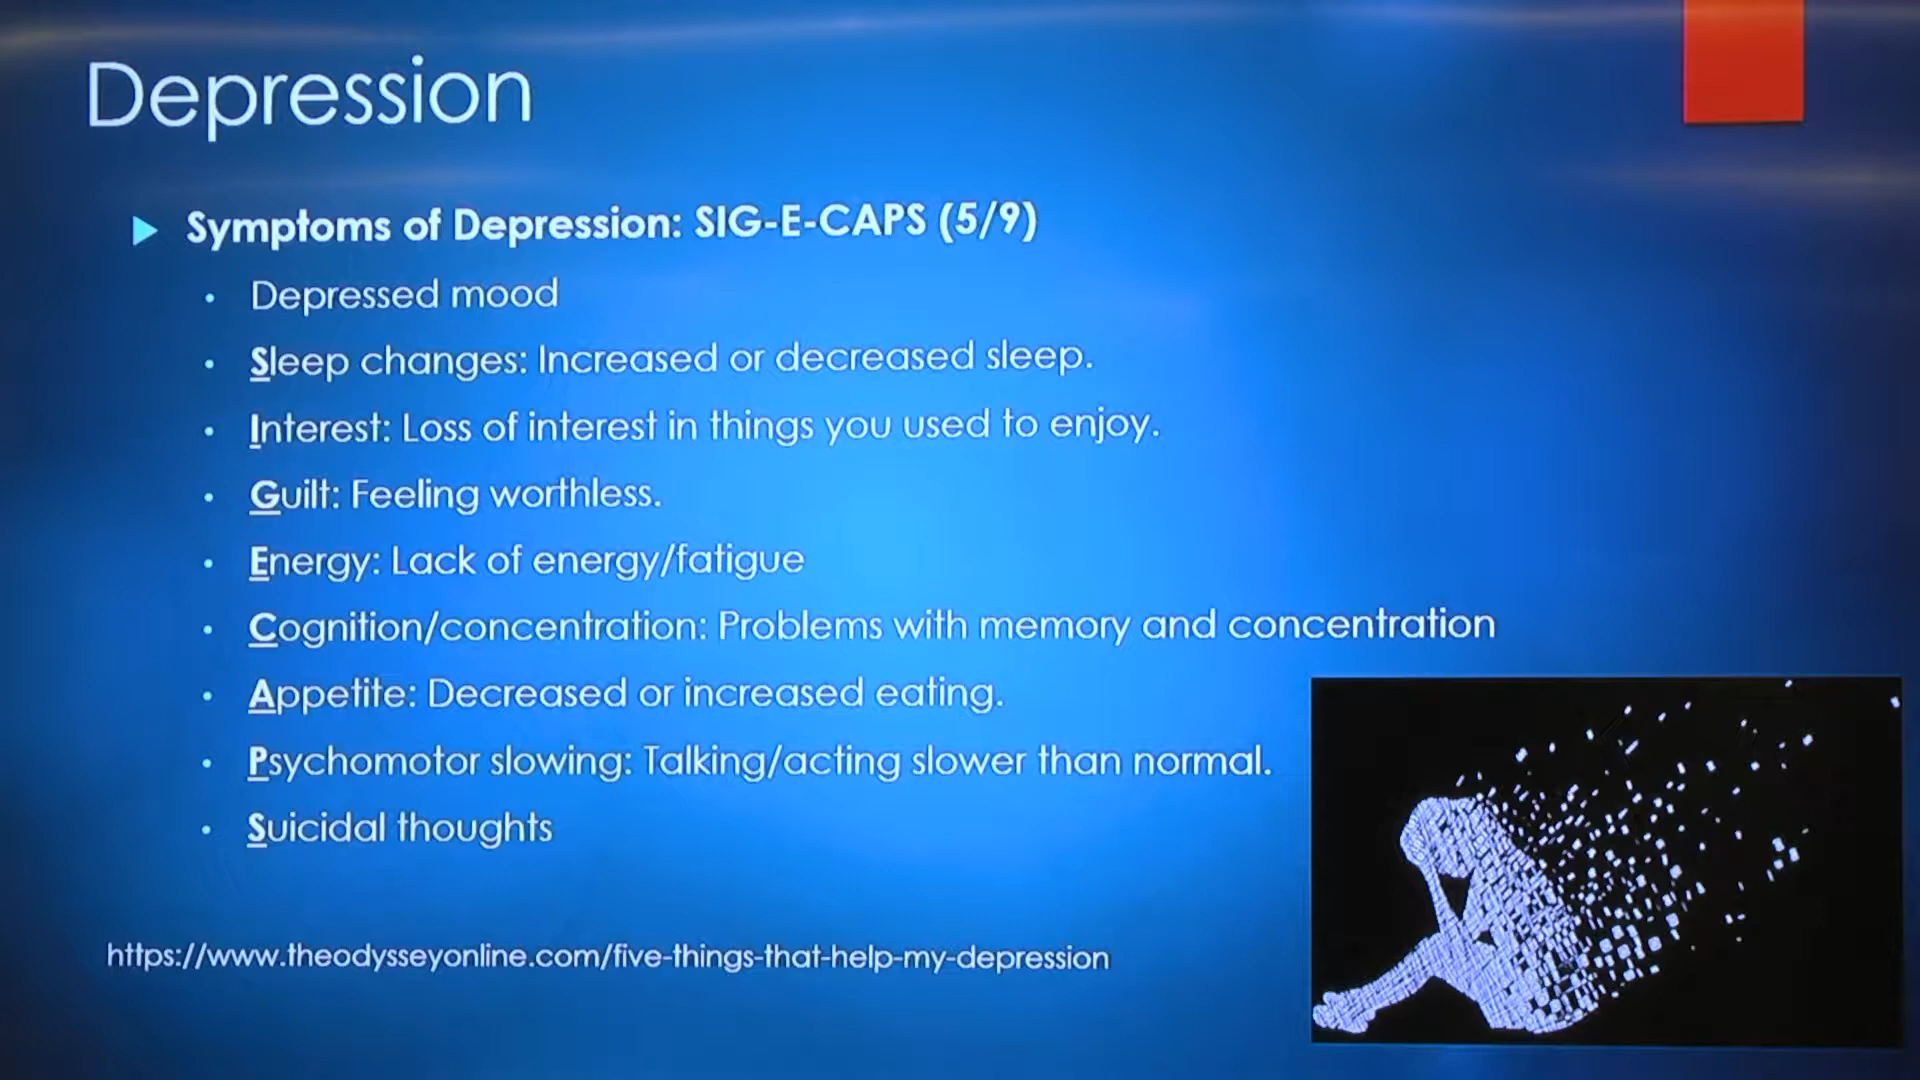 Depression
Symptoms of Depression: SIG-E-CAPS (5/9)
Depressed mood
Sleep changes: Increased or decreased sleep.
Interest: Loss of interest in things you used to enjoy.
Guilt: Feeling worthless.
Energy: Lack of energy/fatigue
Cognition/concentration: Problems with memory and concentration
Appetite: Decreased or increased eating.
Psychomotor slowing: Talking/acting slower than normal.
Suicidal thoughts
https://www.theodysseyonline.com/five-things-that-help-my-depression